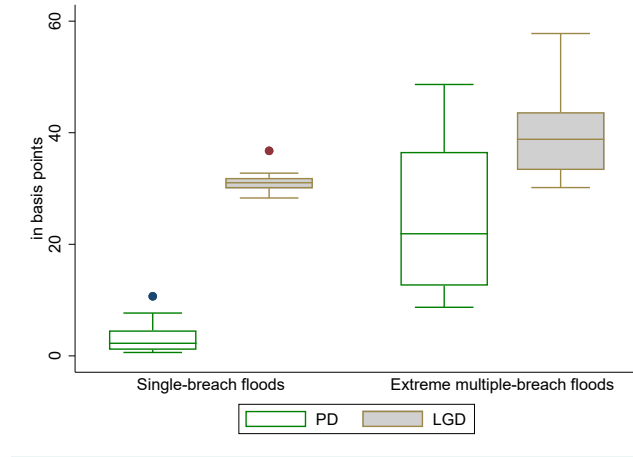 60
40
20
0
in basis points
Single-breach floods Extreme multiple-breach floods
PD LGD